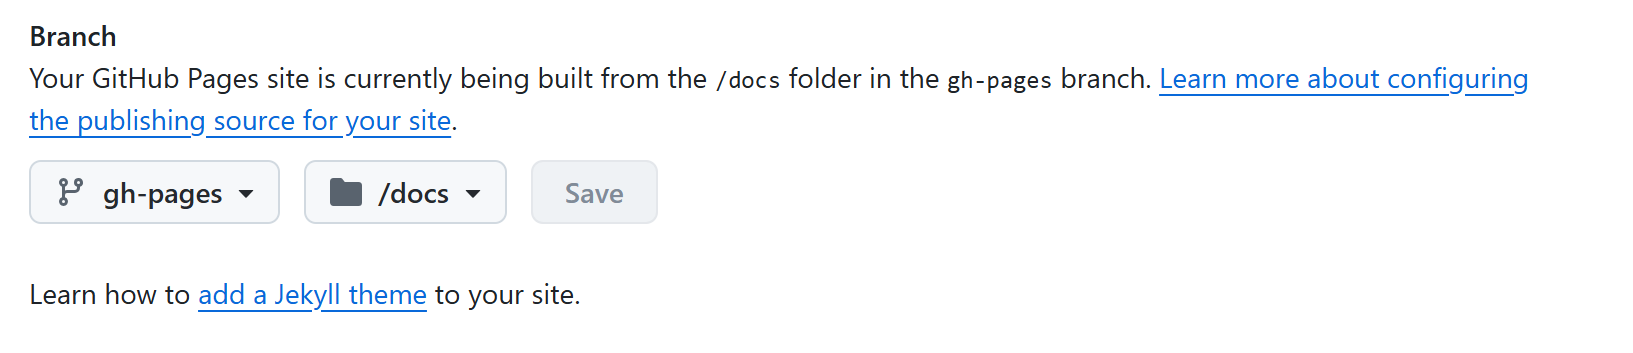 Branch
Your GitHub Pages site is currently being built from the /docs folder in the gh-pages branch. Learn more about configuring
the publishing source for your site.
gh-pages /docs Save
Learn how to add a Jekyll theme to your site.